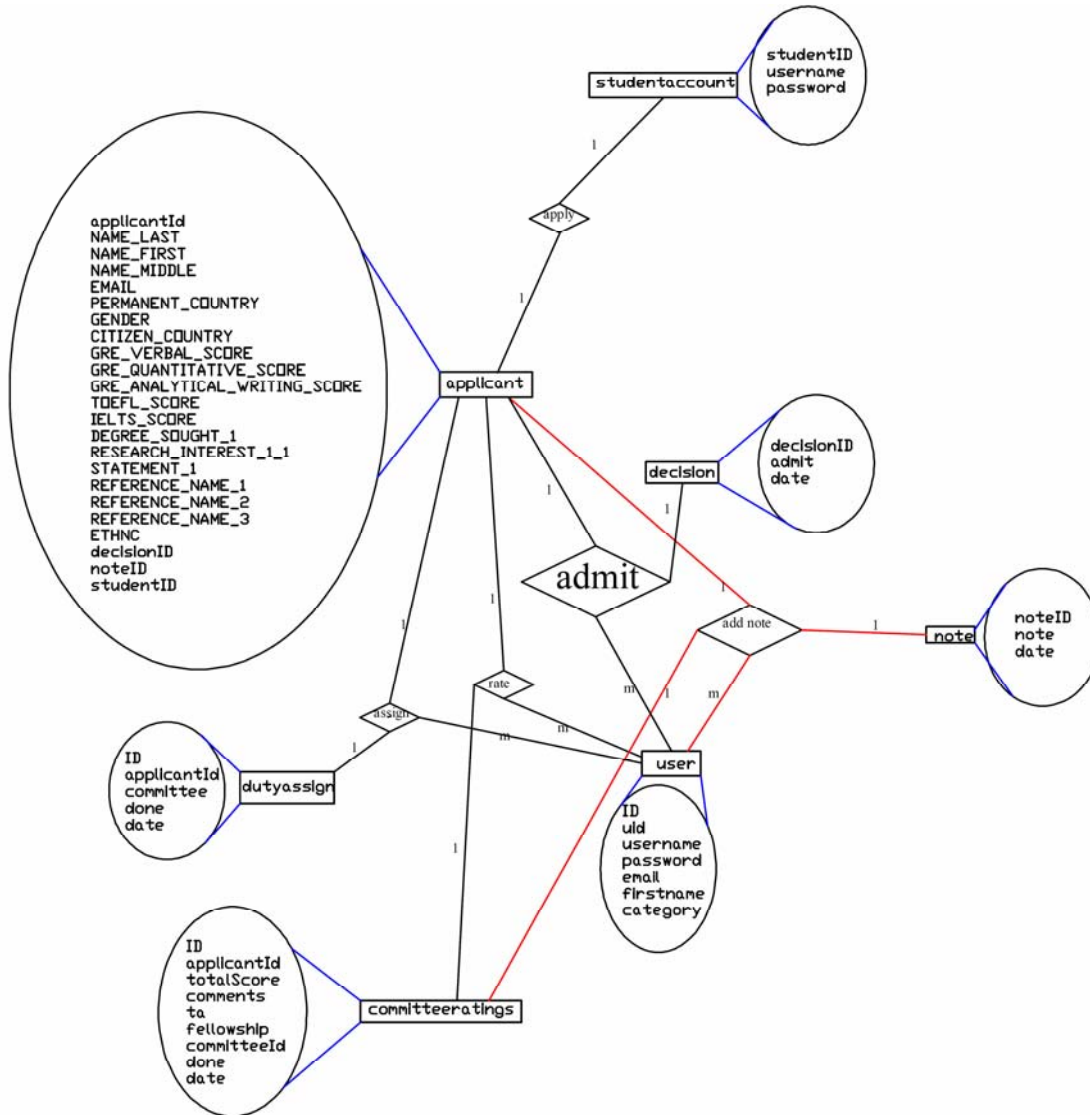 studentID
username
password
studentaccount
1
apply
1
applicantId
NAME_LAST
NAME_FIRST
NAME_MIDDLE
EMAIL
PERMANENT_COUNTRY
GENDER
CITIZEN_COUNTRY
GRE_VERBAL_SCORE
GRE_QUANTITATIVE_SCORE
GRE_ANALYTICAL_WRITING_SCORE
TOEFL_SCORE
IELTS_SCORE
DEGREE_SOUGHT_1
RESEARCH_INTEREST_1_1
STATEMENT_1
REFERENCE_NAME_1
REFERENCE_NAME_2
REFERENCE_NAME_3
ETHNC
decisionID
noteID
studentID
applicant
decisionID
admit
date
decision
1
1
admit
1
1
1
add note
1
note
noteID
note
date
1
rate
m
1
m
assign
m
m
1
user
ID
applicantId
committee
done
date
dutyassign
ID
uId
username
password
email
firstname
category
1
ID
applicantId
totalScore
comments
ta
fellowship
committeeId
done
date
committeeratings